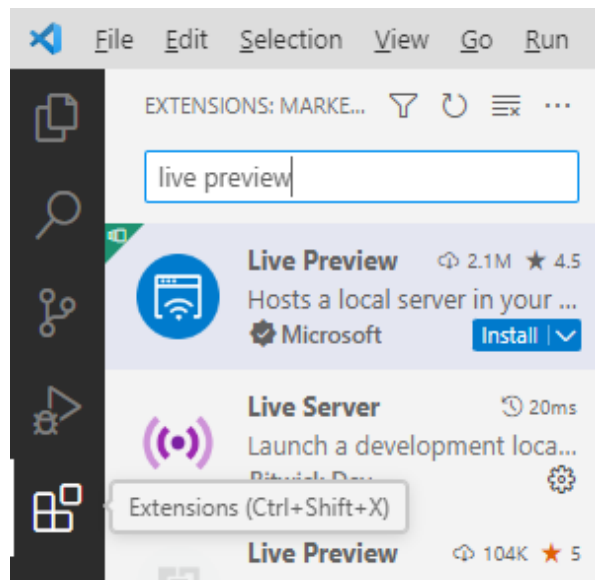 File Edit Selection View Go Run
EXTENSIONS: MARKE...
live preview
Live Preview 2.1M ★ 4.5
Hosts a local server in your ...
Microsoft Install
Live Server 20ms
Launch a development loca...
Extensions (Ctrl+Shift+X)
Live Preview 104K ★ 5